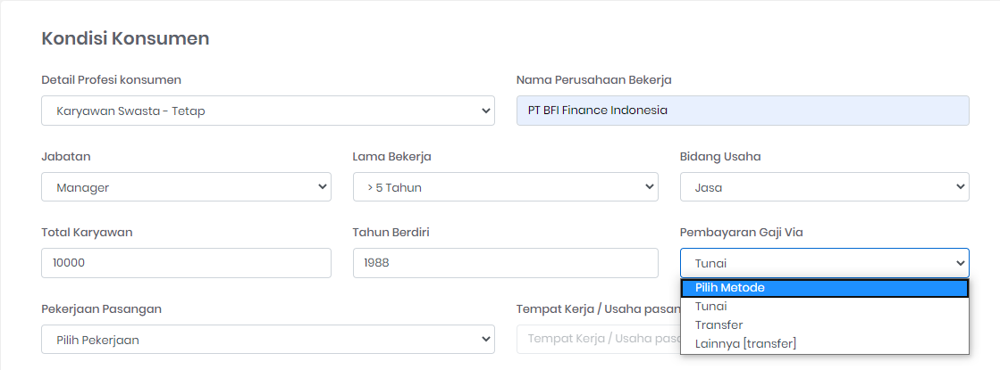 Kondisi Konsumen
Detail Profesi konsumen
Nama Perusahaan Bekerja
Karyawan Swasta - Tetap
PT BFI Finance Indonesia
Jabatan
Lama Bekerja
Bidang Usaha
Manager
> 5 Tahun
Jasa
Total Karyawan
Tahun Berdiri
Pembayaran Gaji Via
10000
1988
Tunai
Pilih Metode
Tunai
Transfer
Lainnya [transfer]
Pekerjaan Pasangan
Tempat Kerja / Usaha pasan
Pilih Pekerjaan
Tempat Kerja / Usaha pasa